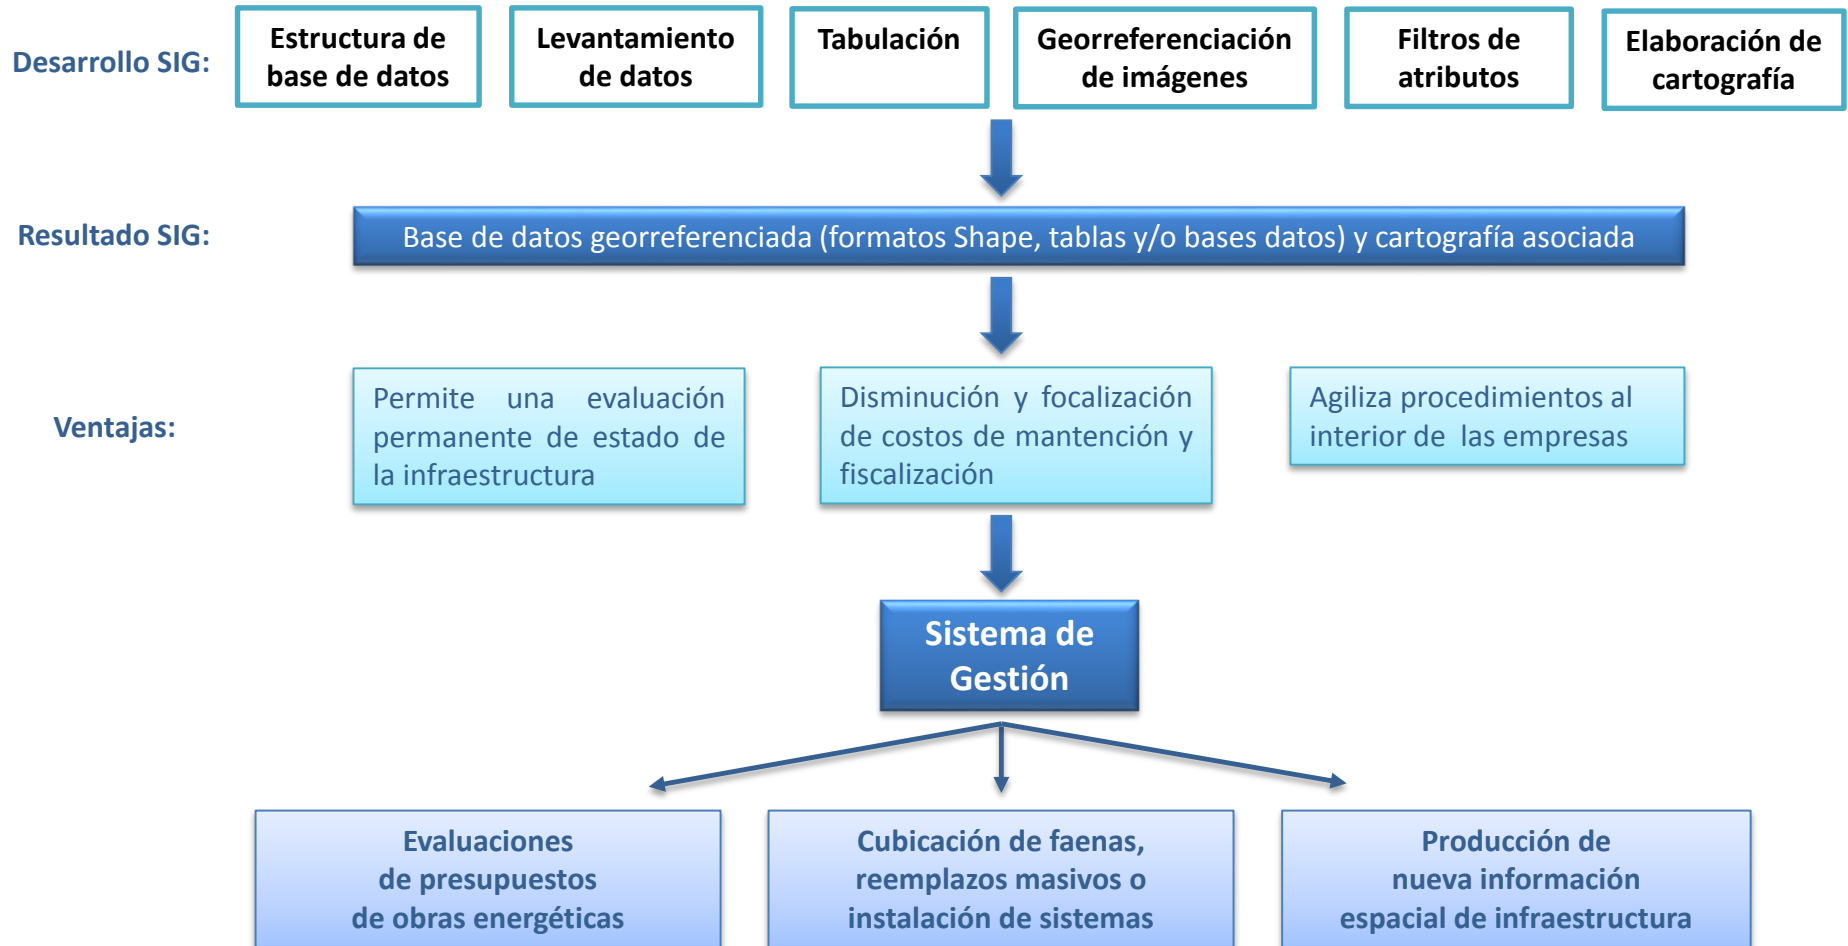 Desarrollo SIG:
Estructura de
base de datos
Levantamiento
de datos
Tabulación
Georreferenciación
de imágenes
Filtros de
atributos
Elaboración de
cartografía
Resultado SIG:
Base de datos georreferenciada (formatos Shape, tablas y/o bases datos) y cartografía asociada
Ventajas:
Permite una evaluación
permanente de estado de
la infraestructura
Disminución y focalización
de costos de mantención y
fiscalización
Agiliza procedimientos al
interior de las empresas
Sistema de
Gestión
Evaluaciones
de presupuestos
de obras energéticas
Cubicación de faenas,
reemplazos masivos o
instalación de sistemas
Producción de
nueva información
espacial de infraestructura